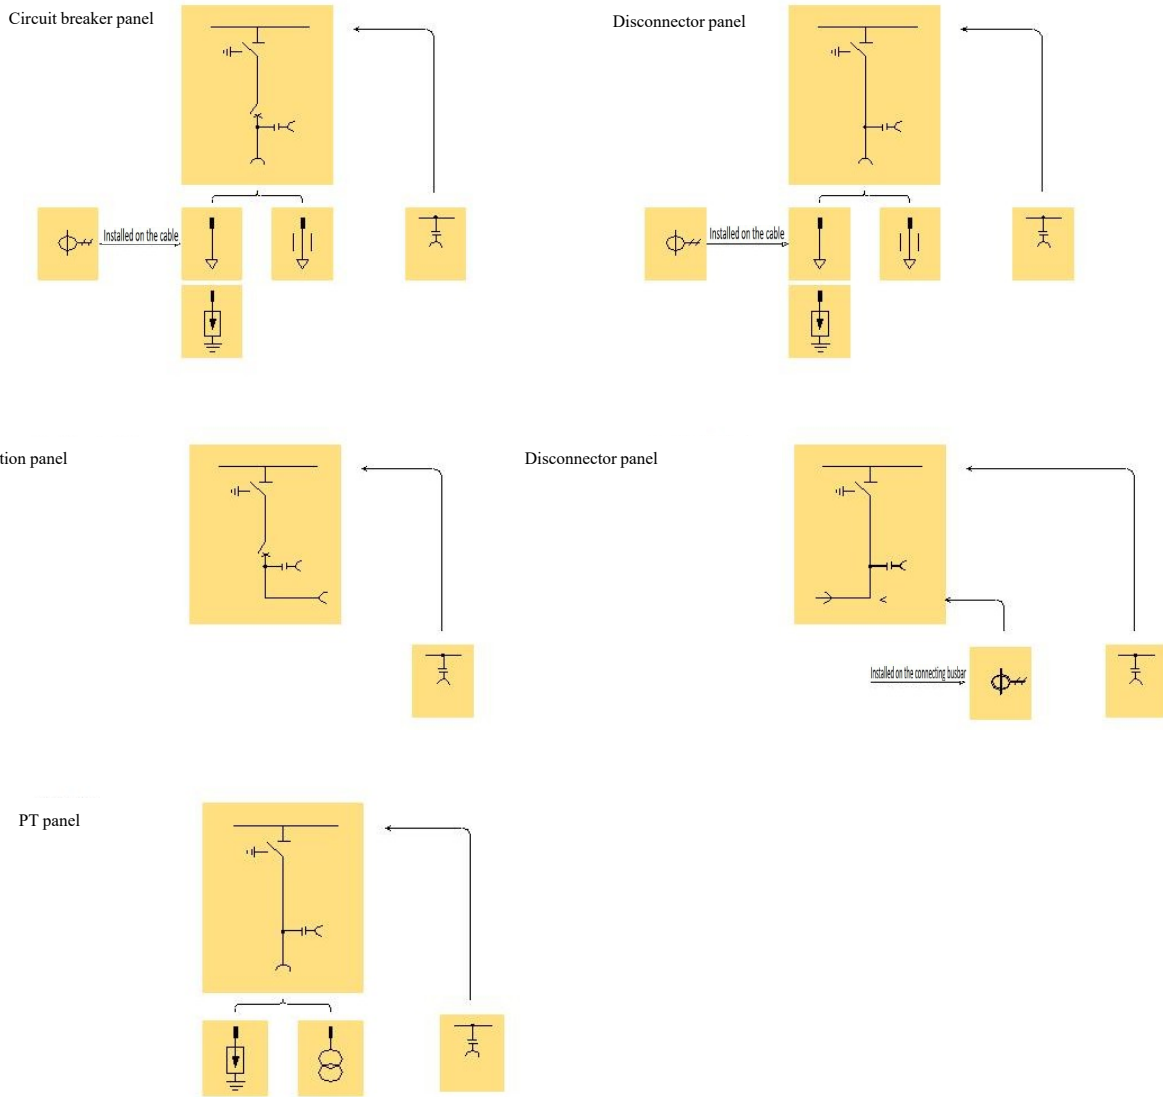 Circuit breaker panel
Disconnector panel
Installed on the cable
Installed on the cable
tion panel
Disconnector panel
Installed on the connecting busbar
PT panel